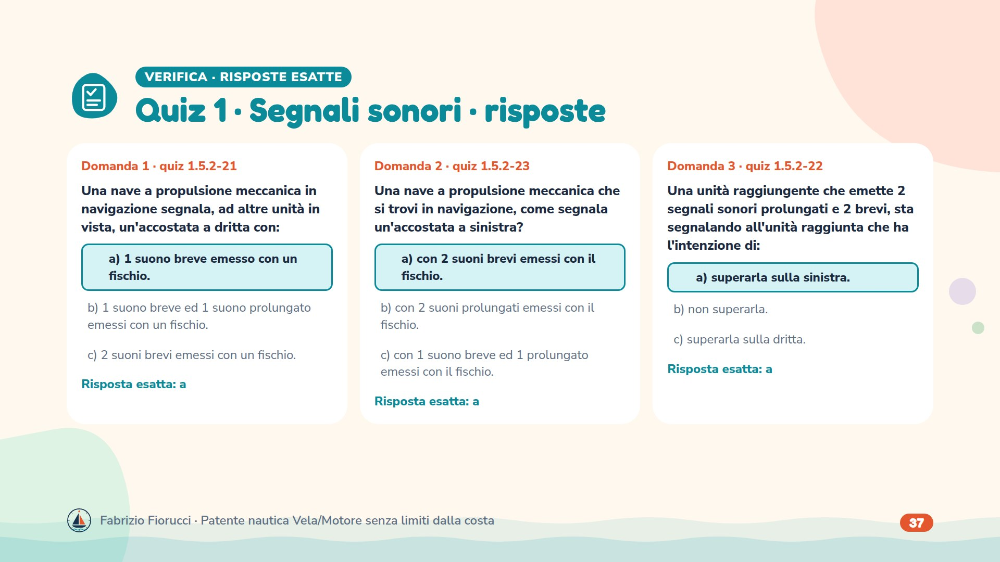 VERIFICA · RISPOSTE ESATTE
Quiz 1 · Segnali sonori · risposte
Domanda 1 · quiz 1.5.2-21
Una nave a propulsione meccanica in
navigazione segnala, ad altre unità in
vista, un'accostata a dritta con:
a) 1 suono breve emesso con un
fischio.
b) 1 suono breve ed 1 suono prolungato
emessi con un fischio.
c) 2 suoni brevi emessi con un fischio.
Risposta esatta: a
Domanda 2 · quiz 1.5.2-23
Una nave a propulsione meccanica che
si trovi in navigazione, come segnala
un'accostata a sinistra?
a) con 2 suoni brevi emessi con il
fischio.
b) con 2 suoni prolungati emessi con il
fischio.
c) con 1 suono breve ed 1 prolungato
emessi con il fischio.
Risposta esatta: a
Domanda 3 · quiz 1.5.2-22
Una unità raggiungente che emette 2
segnali sonori prolungati e 2 brevi, sta
segnalando all'unità raggiunta che ha
l'intenzione di:
a) superarla sulla sinistra.
b) non superarla.
c) superarla sulla dritta.
Risposta esatta: a
Fabrizio Fiorucci · Patente nautica Vela/Motore senza limiti dalla costa
37